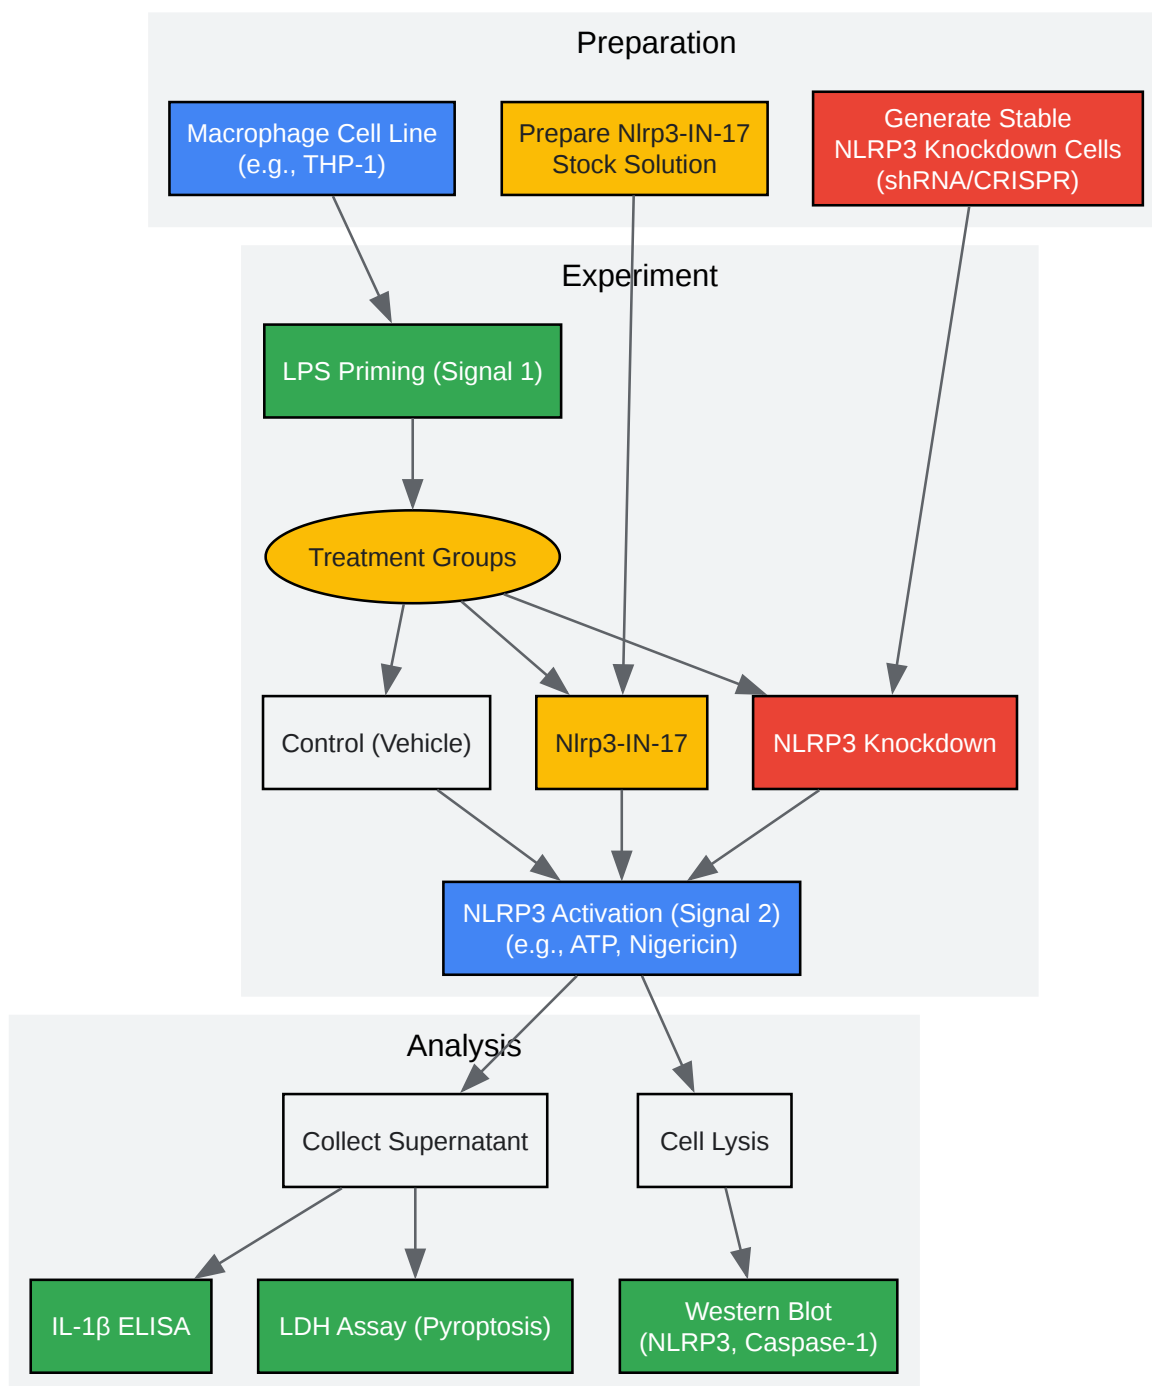 Preparation
Macrophage Cell Line
(e.g., THP-1)
Prepare Nlrp3-IN-17
Stock Solution
Generate Stable
NLRP3 Knockdown Cells
(shRNA/CRISPR)
Experiment
LPS Priming (Signal 1)
Treatment Groups
Control (Vehicle)
Nlrp3-IN-17
NLRP3 Knockdown
NLRP3 Activation (Signal 2)
(e.g., ATP, Nigericin)
Analysis
Collect Supernatant
Cell Lysis
IL-1β ELISA
LDH Assay (Pyroptosis)
Western Blot
(NLRP3, Caspase-1)